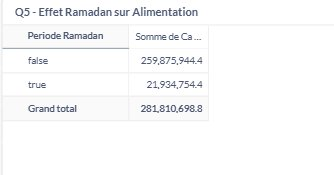 Q5 - Effet Ramadan sur Alimentation
Periode Ramadan Somme de Ca ...
false 259,875,944.4
true 21,934,754.4
Grand total 281,810,698.8